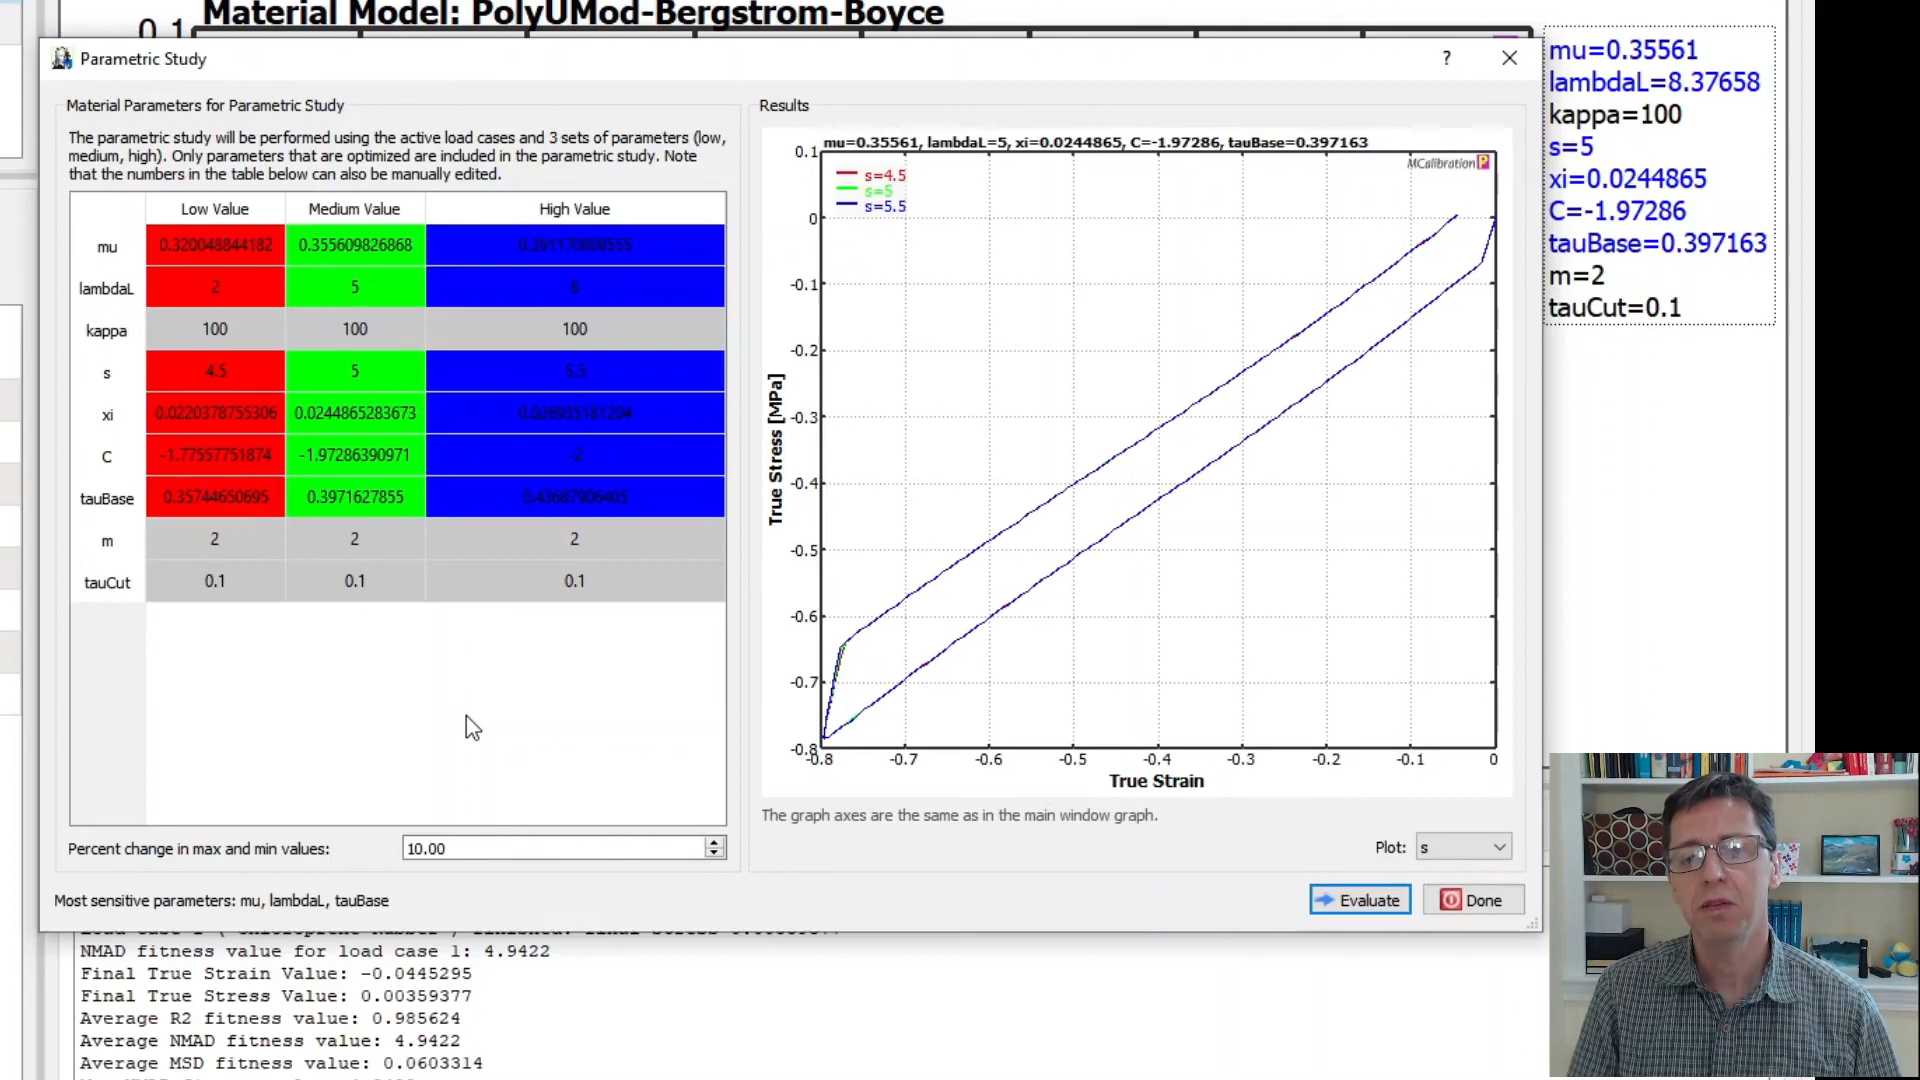 Material Model: PolyUMod-Bergstrom-Boyce
0.1
Parametric Study
?
Material Parameters for Parametric Study
The parametric study will be performed using the active load cases and 3 sets of parameters (low,
medium, high). Only parameters that are optimized are included in the parametric study. Note
that the numbers in the table below can also be manually edited.
Low Value Medium Value High Value
mu 0.320048844182 0.355609826868 0.391170809555
lambdaL 2 5 8
kappa 100 100 100
s 4.5 5 5.5
xi 0.0220378755306 0.0244865283673 0.026935181204
C -1.77557751874 -1.97286390971 -2
tauBase 0.35744650695 0.3971627855 0.43687906405
m 2 2 2
tauCut 0.1 0.1 0.1
Percent change in max and min values: 10.00
Most sensitive parameters: mu, lambdaL, tauBase
Results
mu=0.35561, lambdaL=5, xi=0.0244865, C=-1.97286, tauBase=0.397163
MCalibration P
s=4.5
s=5
s=5.5
0.1
0
-0.1
-0.2
-0.3
-0.4
-0.5
-0.6
-0.7
-0.8
True Stress [MPa]
-0.8 -0.7 -0.6 -0.5 -0.4 -0.3 -0.2 -0.1 0
True Strain
The graph axes are the same as in the main window graph.
Plot: s
Evaluate Done
mu=0.35561
lambdaL=8.37658
kappa=100
s=5
xi=0.0244865
C=-1.97286
tauBase=0.397163
m=2
tauCut=0.1
NMAD fitness value for load case 1: 4.9422
Final True Strain Value: -0.0445295
Final True Stress Value: 0.00359377
Average R2 fitness value: 0.985624
Average NMAD fitness value: 4.9422
Average MSD fitness value: 0.0603314